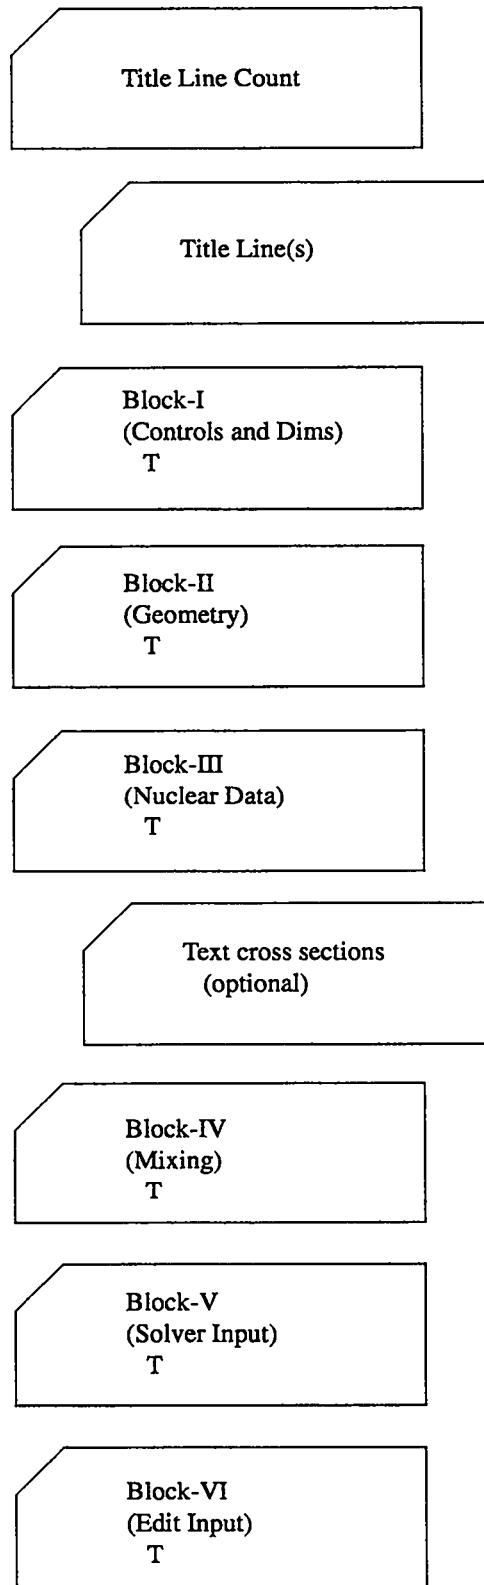 Title Line Count
Title Line(s)
Block-I
(Controls and Dims)
T
Block-II
(Geometry)
T
Block-III
(Nuclear Data)
T
Text cross sections
(optional)
Block-IV
(Mixing)
T
Block-V
(Solver Input)
T
Block-VI
(Edit Input)
T